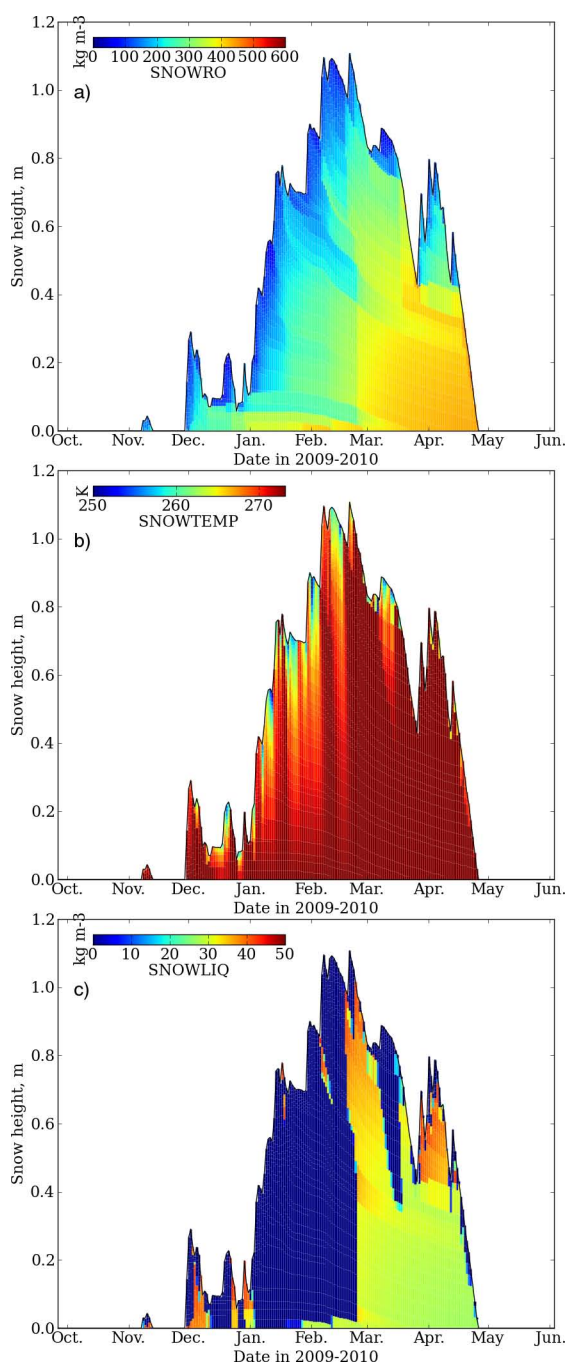 1.2
kg m-3
0 100 200 300 400 500 600
SNOWRO
a)
1.0
0.8
Snow height, m
0.6
0.4
0.2
0.0
Oct. Nov. Dec. Jan. Feb. Mar. Apr. May Jun.
Date in 2009-2010
1.2
K
250 260 270
SNOWTEMP
b)
1.0
0.8
Snow height, m
0.6
0.4
0.2
0.0
Oct. Nov. Dec. Jan. Feb. Mar. Apr. May Jun.
Date in 2009-2010
1.2
kg m-3
0 10 20 30 40 50
SNOWLIQ
c)
1.0
0.8
Snow height, m
0.6
0.4
0.2
0.0
Oct. Nov. Dec. Jan. Feb. Mar. Apr. May Jun.
Date in 2009-2010